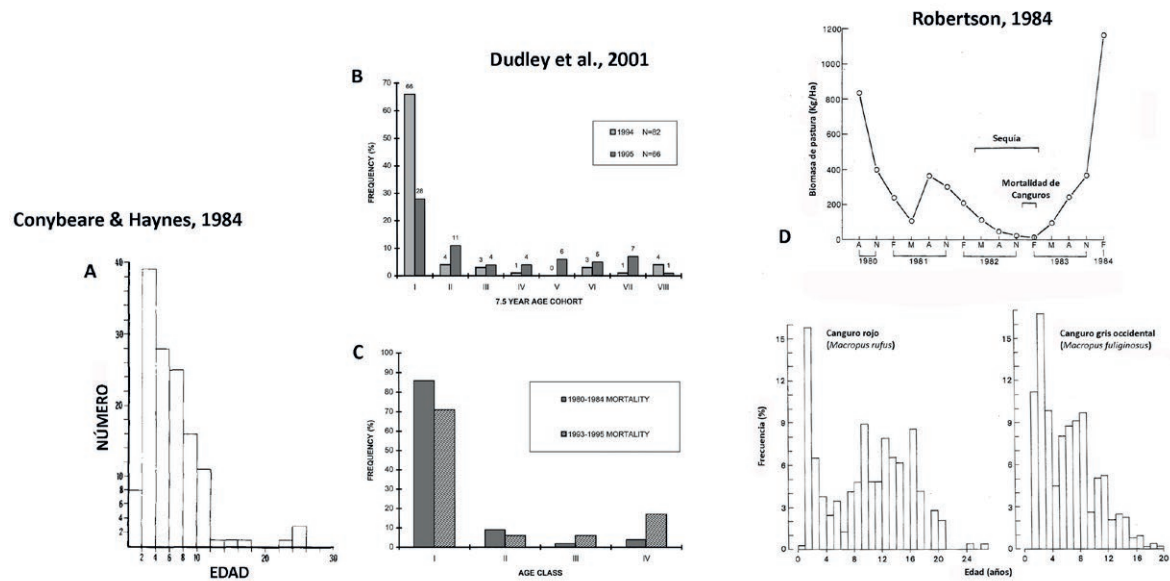 Conybeare & Haynes, 1984
A
NÚMERO
40
30
20
10
8
6
4
2
2 4 6 8 10 20 30
EDAD
Dudley et al., 2001
B
FREQUENCY (%)
70
60
50
40
30
20
10
0
66
28
4 11
3 4
1 4
0 6
3 5
1 7
4 1
1994 N=82
1995 N=66
I II III IV V VI VII VIII
7.5 YEAR AGE COHORT
C
FREQUENCY (%)
100
90
80
70
60
50
40
30
20
10
0
1980-1984 MORTALITY
1993-1995 MORTALITY
I II III IV
AGE CLASS
Robertson, 1984
D
Biomasa de pastura (Kg/Ha)
1200
1000
800
600
400
200
0
Sequia
Mortalidad de
Canguros
A N F M A N F M A N F M A N F
1980 1981 1982 1983 1984
Canguro rojo
(Macropus rufus)
Frecuencia (%)
15
12
9
6
3
0
0 4 8 12 16 20 24 26
Canguro gris occidental
(Macropus fuliginosus)
15
12
9
6
3
0
0 4 8 12 16 20
Edad (años)